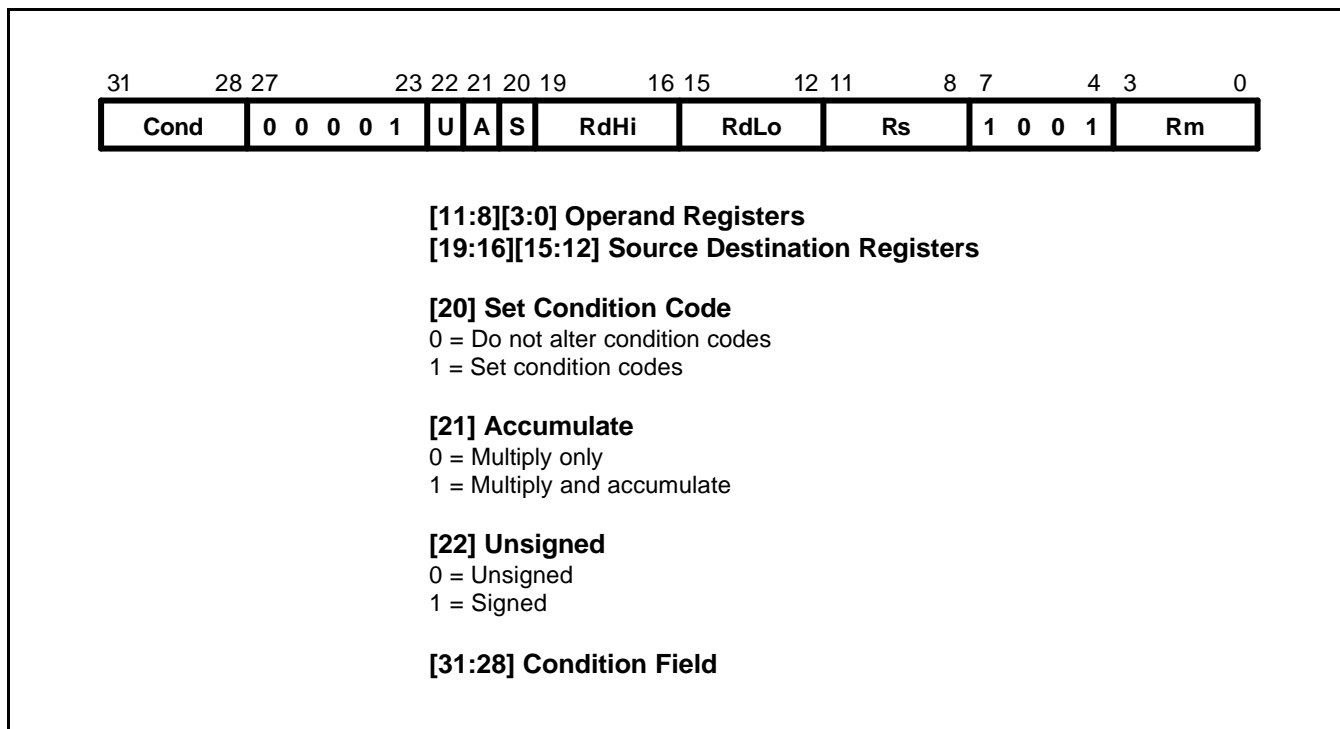 31 28 27 23 22 21 20 19 16 15 12 11 8 7 4 3 0
Cond 0 0 0 0 1 U A S RdHi RdLo Rs 1 0 0 1 Rm
[11:8][3:0] Operand Registers
[19:16][15:12] Source Destination Registers
[20] Set Condition Code
0 = Do not alter condition codes
1 = Set condition codes
[21] Accumulate
0 = Multiply only
1 = Multiply and accumulate
[22] Unsigned
0 = Unsigned
1 = Signed
[31:28] Condition Field